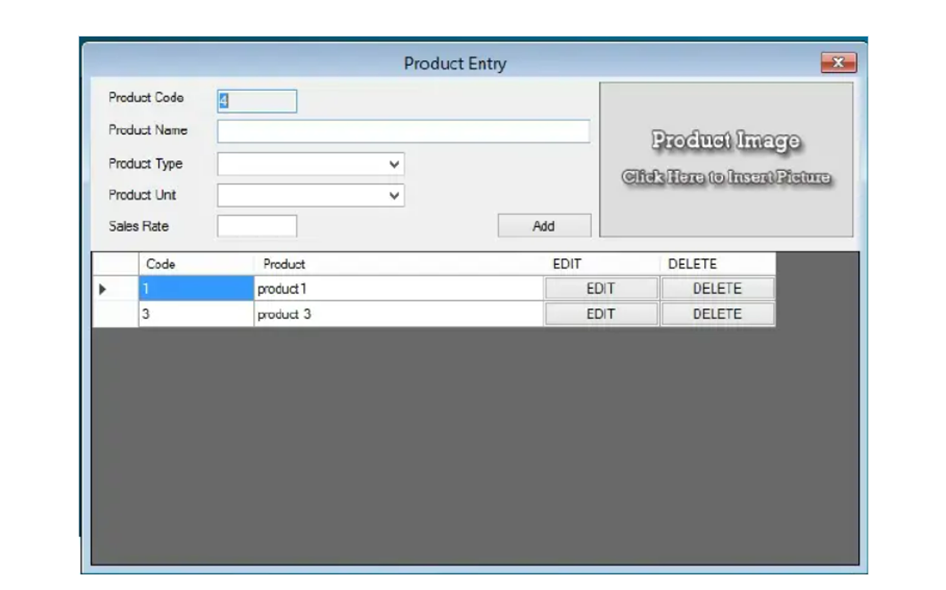 Product Entry
Product Code 4
Product Name
Product Image
Product Type
Click Here to Insert Picture
Product Unit
Sales Rate Add
Code Product EDIT DELETE
1 product1 EDIT DELETE
3 product 3 EDIT DELETE